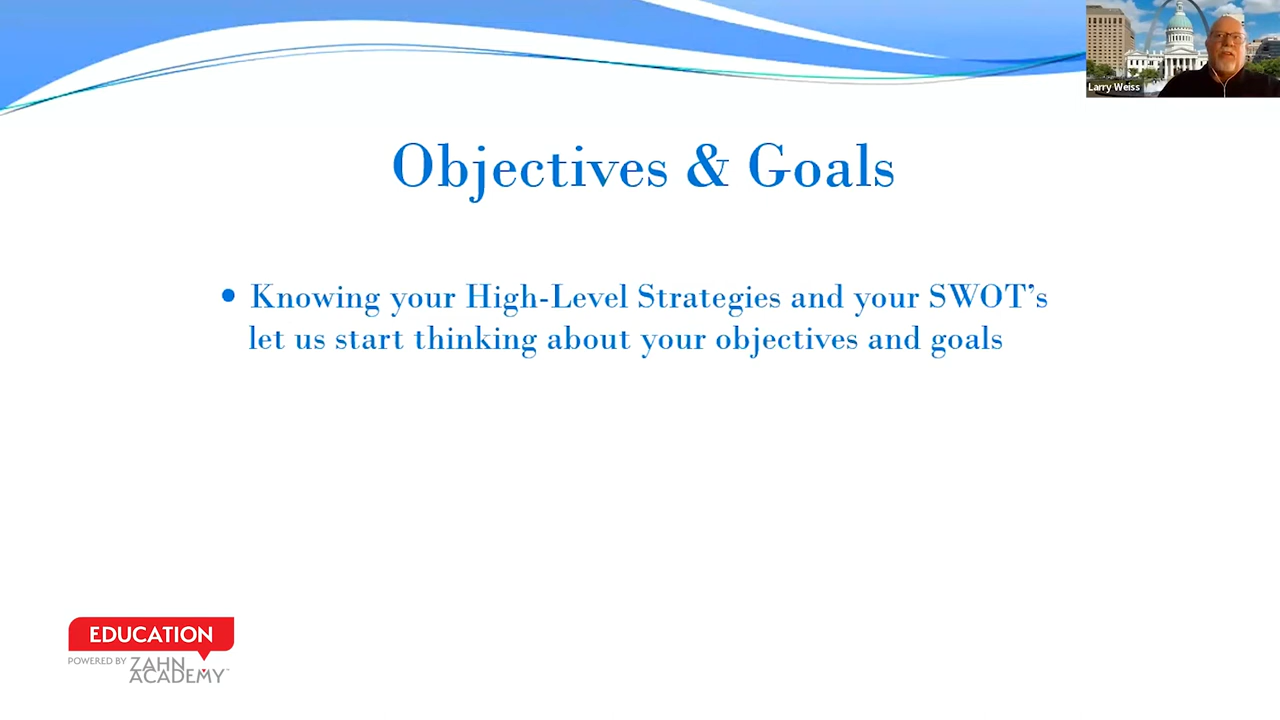 Larry Weiss
Objectives & Goals
• Knowing your High-Level Strategies and your SWOT's
let us start thinking about your objectives and goals
EDUCATION
POWERED BY ZAHN
ACADEMY™